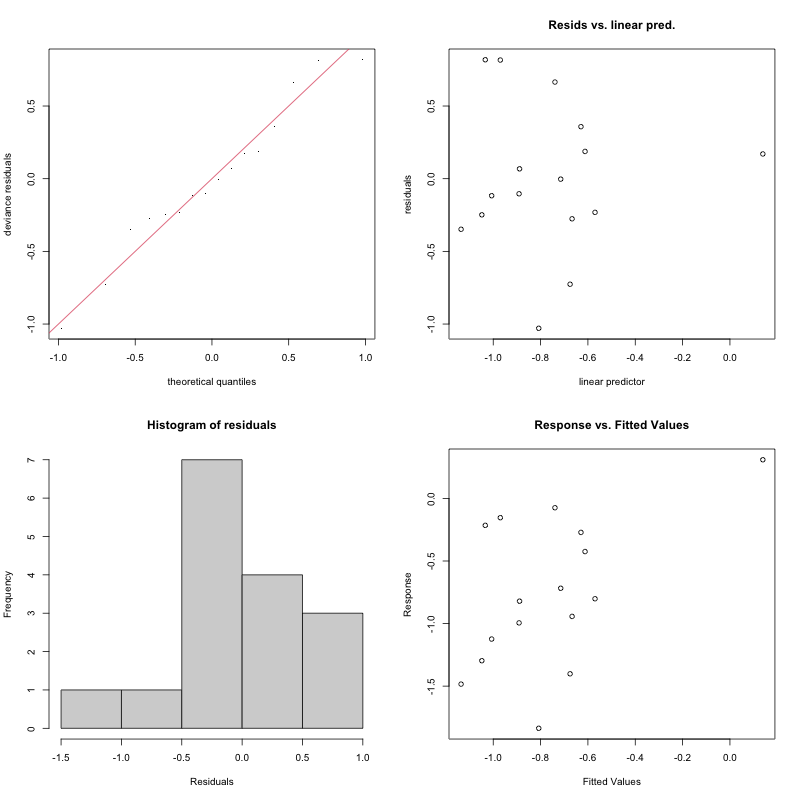 deviance residuals
0.5
0.0
-0.5
-1.0
-1.0 -0.5 0.0 0.5 1.0
theoretical quantiles
Resids vs. linear pred.
residuals
0.5
0.0
-0.5
-1.0
-1.0 -0.8 -0.6 -0.4 -0.2 0.0
linear predictor
Histogram of residuals
Frequency
7
6
5
4
3
2
1
0
-1.5 -1.0 -0.5 0.0 0.5 1.0
Residuals
Response vs. Fitted Values
Response
0.0
-0.5
-1.0
-1.5
-1.0 -0.8 -0.6 -0.4 -0.2 0.0
Fitted Values